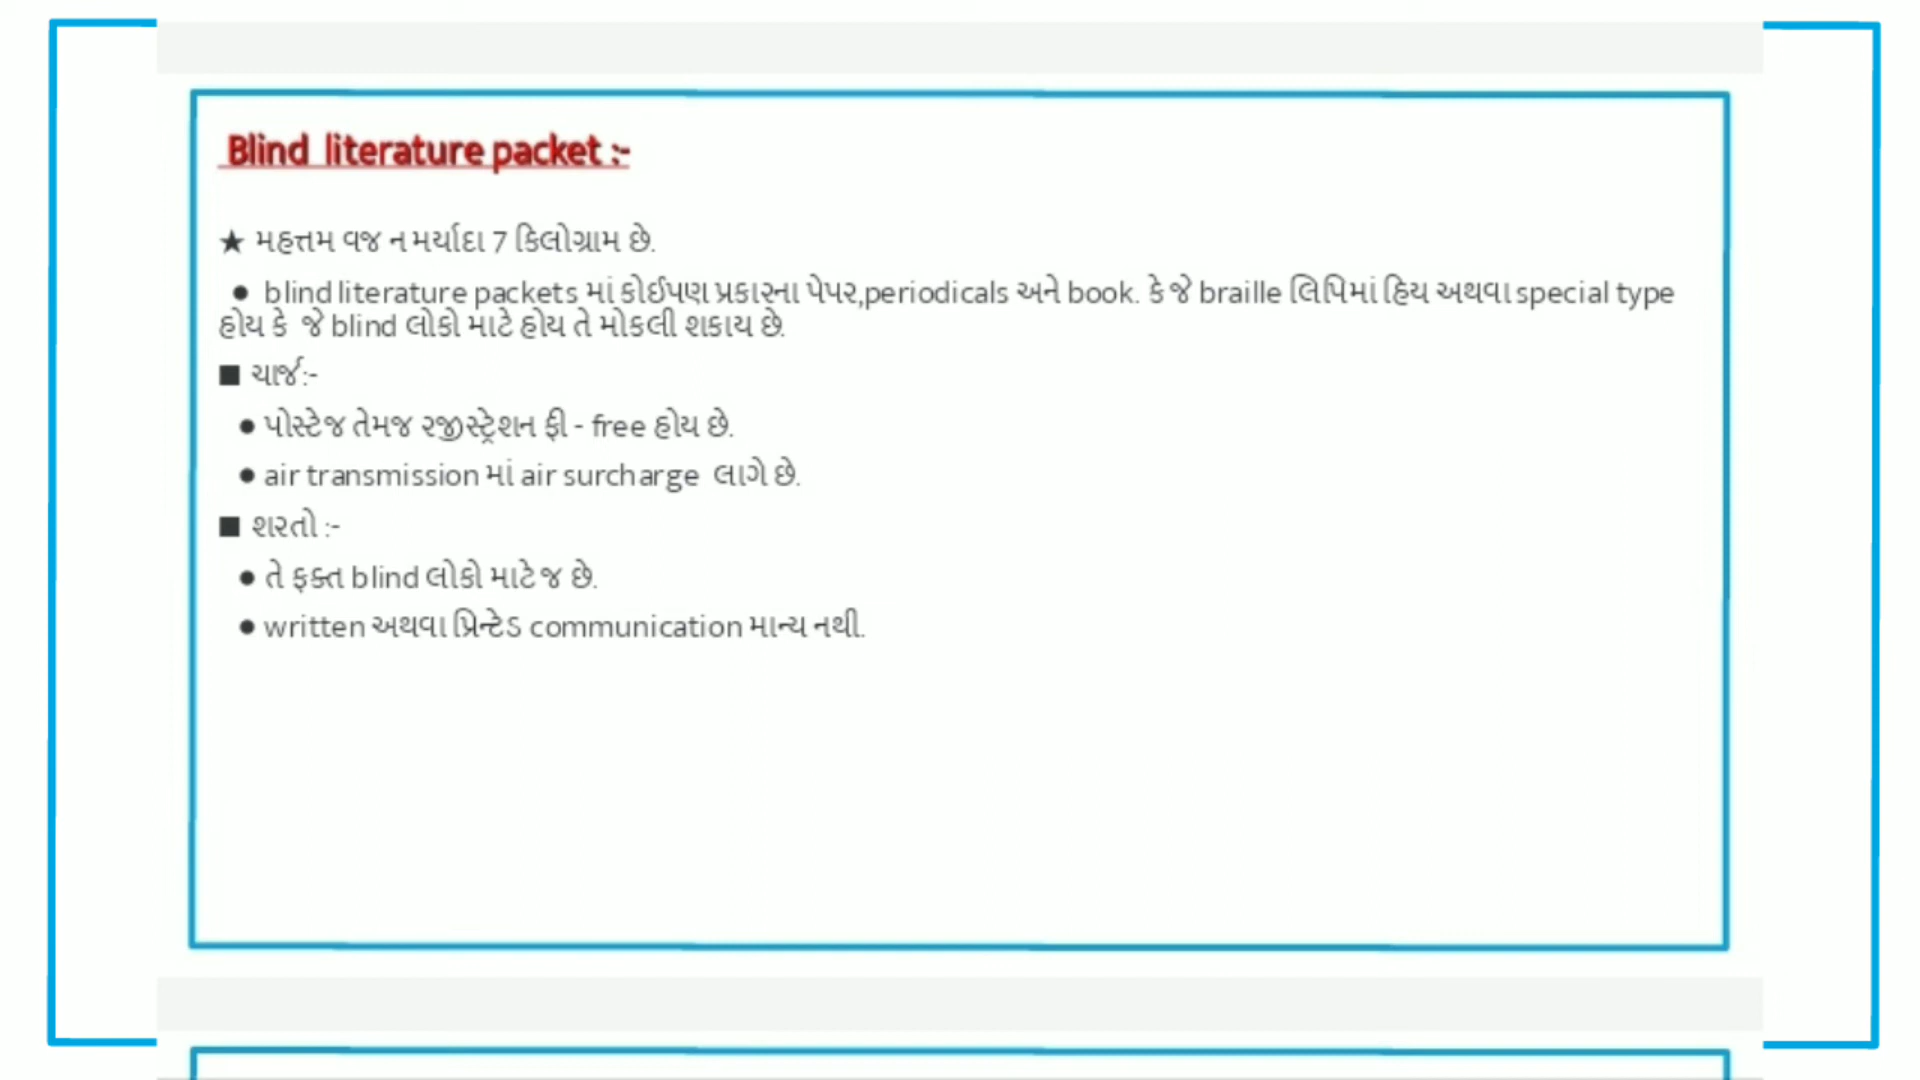 Blind literature packet :-
★ મહત્તમ વજ ન મર્યાદા 7 કિલોગ્રામ છે.
● blind literature packets માં કોઈપણ પ્રકારના પેપર,periodicals અને book. કે જે braille લિપિમાં હિય અથવા special type
હોય કે જે blind લોકો માટે હોય તે મોકલી શકાય છે.
■ ચાર્જ:-
● પોસ્ટેજ તેમજ રજીસ્ટ્રેશન ફી - free હોય છે.
● air transmission માં air surcharge લાગે છે.
■ શરતો :-
● તે ફક્ત blind લોકો માટે જ છે.
● written અથવા પ્રિન્ટેડ communication માન્ય નથી.